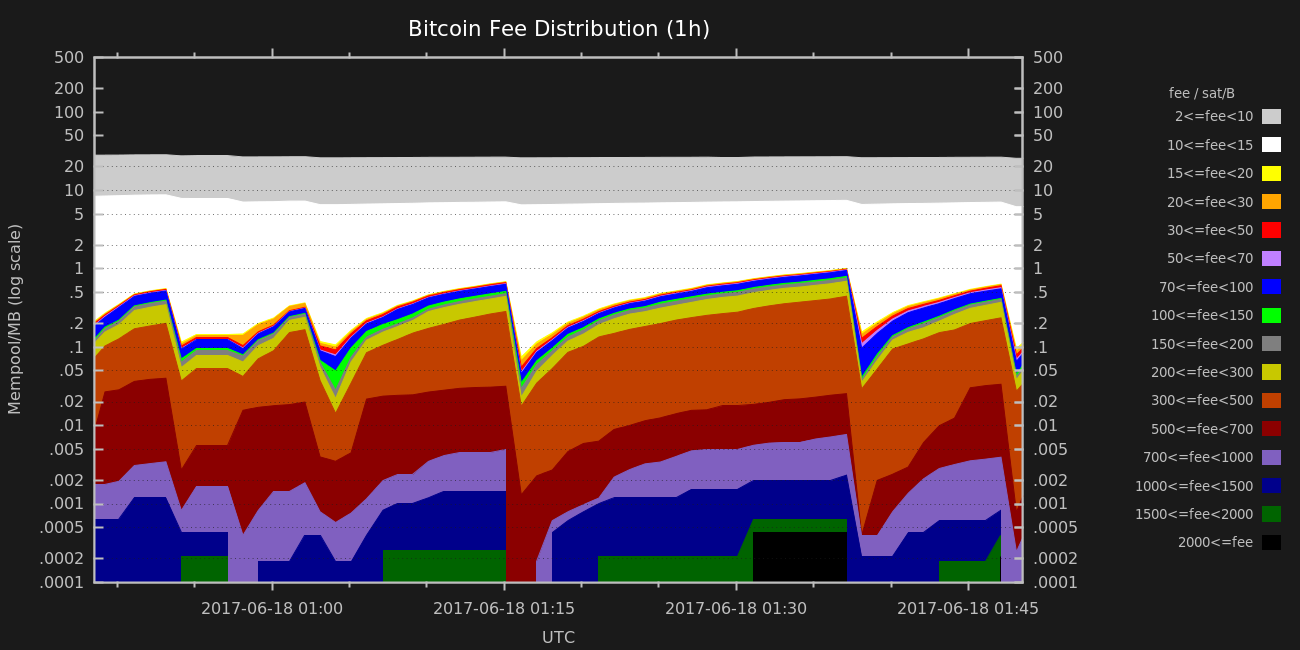 Bitcoin Fee Distribution (1h)
500 500
200 200
100 100
50 50
20 20
10 10
5 5
2 2
1 1
.5 .5
.2 .2
.1 .1
.05 .05
.02 .02
.01 .01
.005 .005
.002 .002
.001 .001
.0005 .0005
.0002 .0002
.0001 .0001
Mempool/MB (log scale)
2017-06-18 01:00 2017-06-18 01:15 2017-06-18 01:30 2017-06-18 01:45
UTC
fee / sat/B
2<=fee<10
10<=fee<15
15<=fee<20
20<=fee<30
30<=fee<50
50<=fee<70
70<=fee<100
100<=fee<150
150<=fee<200
200<=fee<300
300<=fee<500
500<=fee<700
700<=fee<1000
1000<=fee<1500
1500<=fee<2000
2000<=fee